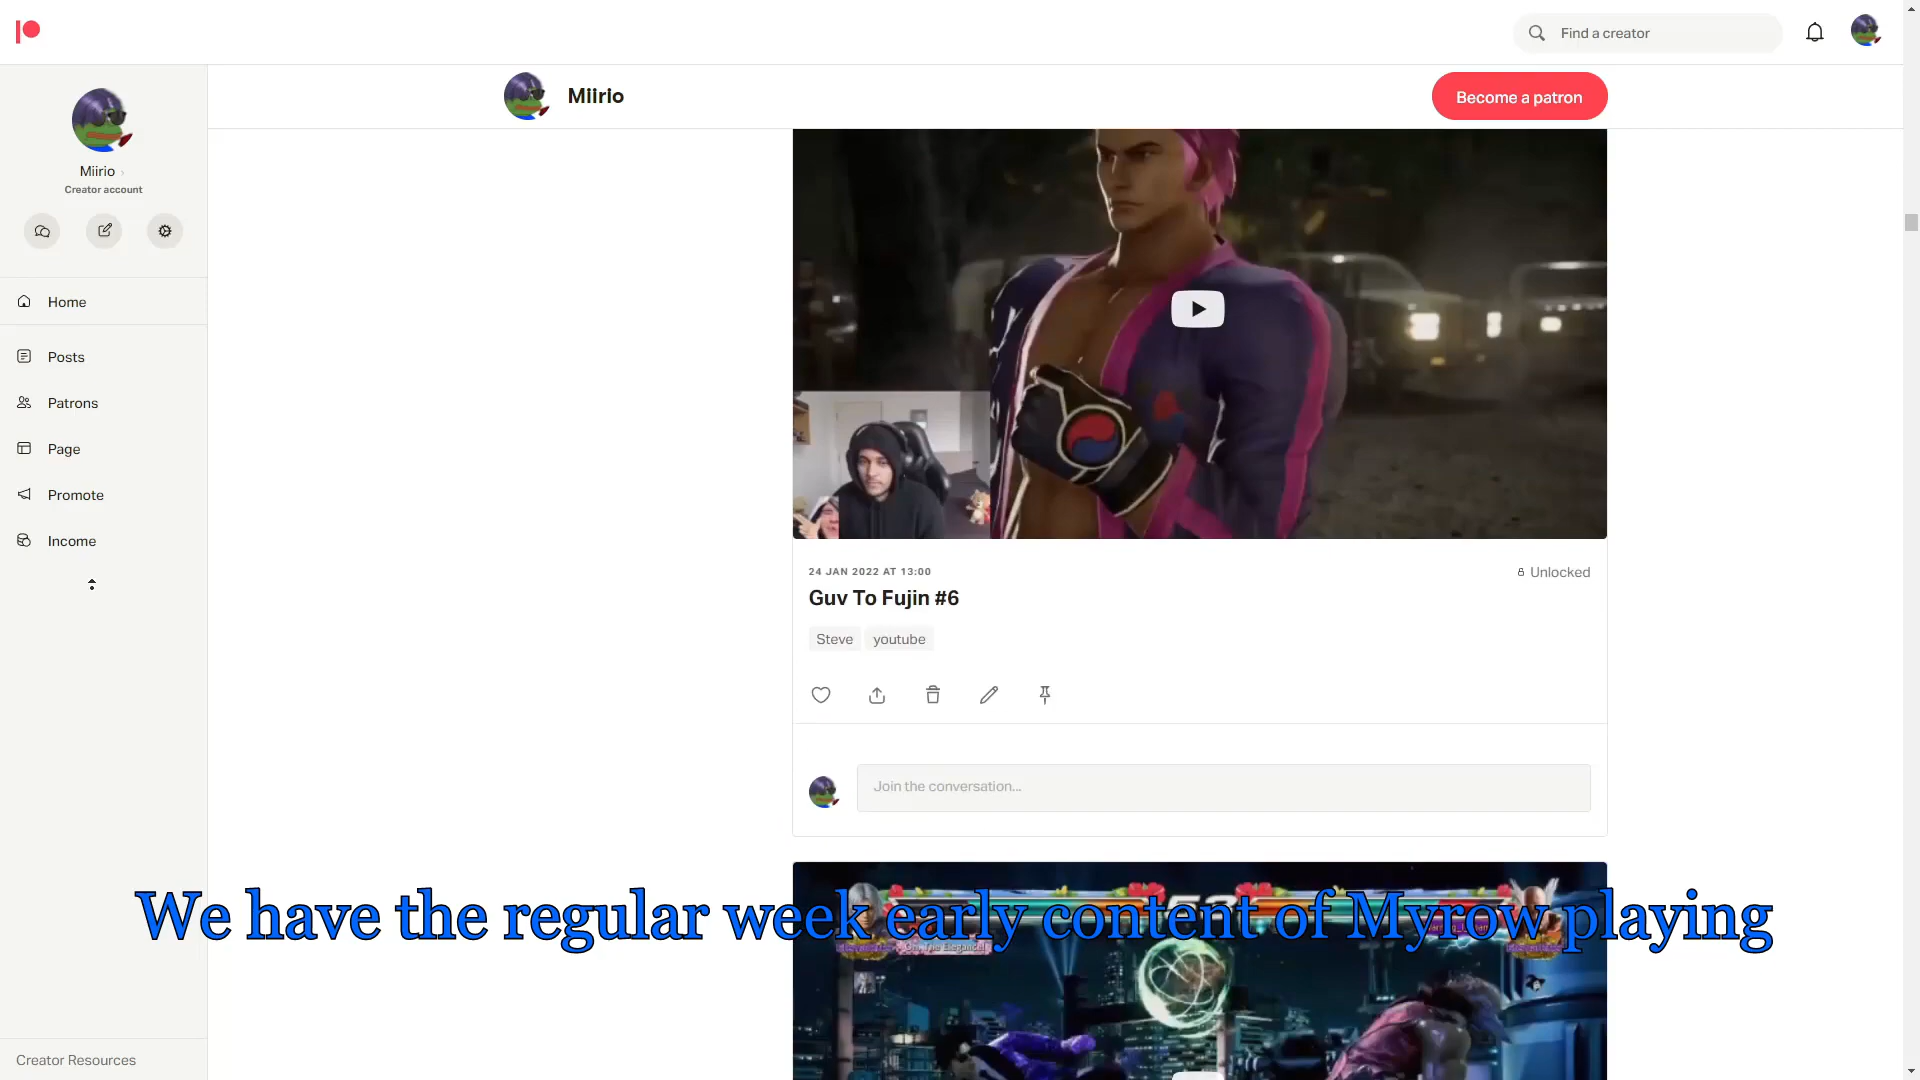 Find a creator
Miirio
Become a patron
Miirio
Creator account
Home
Posts
Patrons
Page
Promote
Income
24 JAN 2022 AT 13:00
Unlocked
Guv To Fujin #6
Steve youtube
Join the conversation...
We have the regular week early content of Myrow playing
Creator Resources